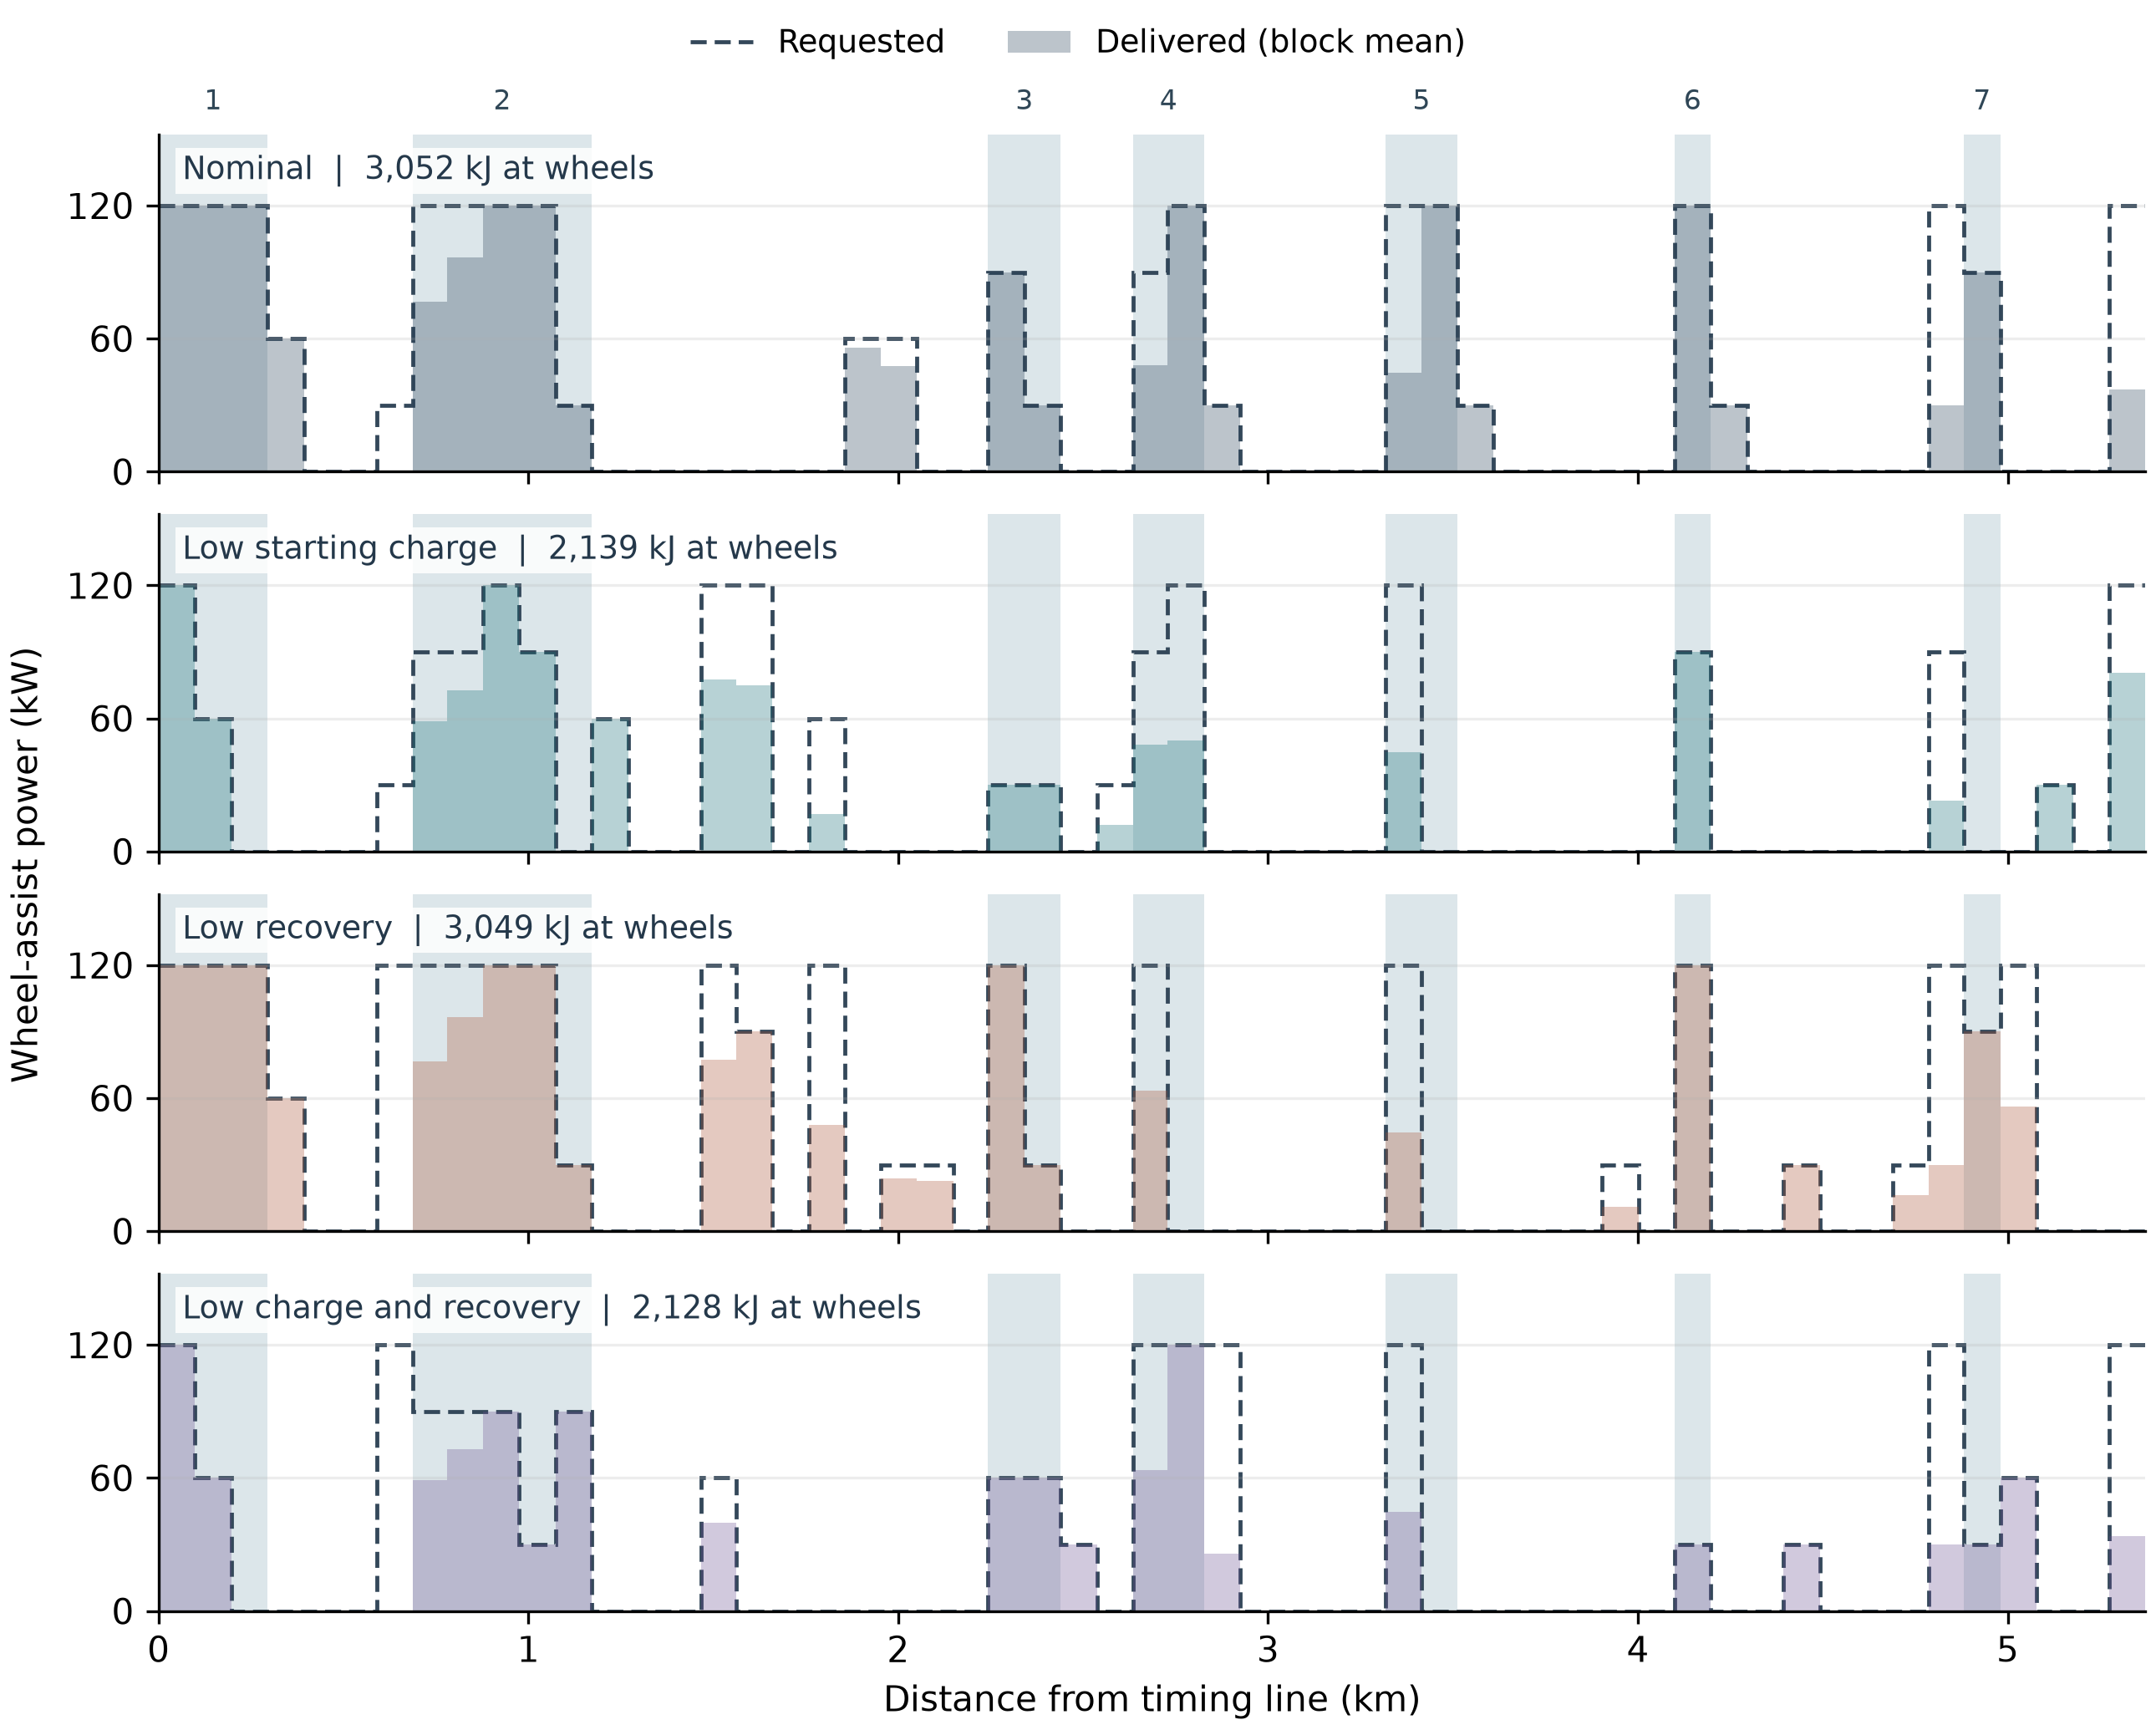 Requested Delivered (block mean)
1 2 3 4 5 6 7
Nominal | 3,052 kJ at wheels
120
60
0
Low starting charge | 2,139 kJ at wheels
120
60
0
Low recovery | 3,049 kJ at wheels
120
60
0
Low charge and recovery | 2,128 kJ at wheels
120
60
0
Wheel-assist power (kW)
0 1 2 3 4 5
Distance from timing line (km)